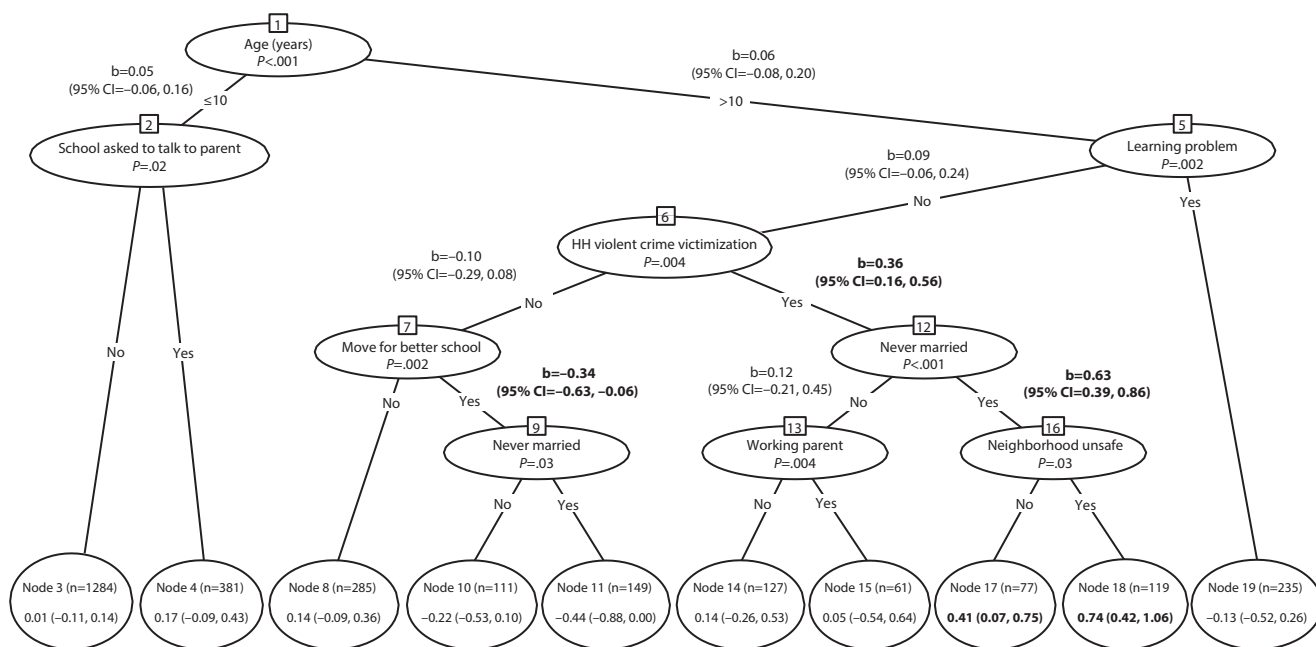 1
Age (years)
P<.001
b=0.05
(95% CI=−0.06, 0.16)
≤10
b=0.06
(95% CI=−0.08, 0.20)
>10
2
School asked to talk to parent
P=.02
5
Learning problem
P=.002
b=0.09
(95% CI=−0.06, 0.24)
No
Yes
6
HH violent crime victimization
P=.004
b=−0.10
(95% CI=−0.29, 0.08)
No
b=0.36
(95% CI=0.16, 0.56)
Yes
7
Move for better school
P=.002
12
Never married
P<.001
No
Yes
No
Yes
b=−0.34
(95% CI=−0.63, −0.06)
b=0.12
(95% CI=−0.21, 0.45)
No
Yes
b=0.63
(95% CI=0.39, 0.86)
9
Never married
P=.03
13
Working parent
P=.004
16
Neighborhood unsafe
P=.03
No
Yes
No
Yes
No
Yes
Node 3 (n=1284)
0.01 (−0.11, 0.14)
Node 4 (n=381)
0.17 (−0.09, 0.43)
Node 8 (n=285)
0.14 (−0.09, 0.36)
Node 10 (n=111)
−0.22 (−0.53, 0.10)
Node 11 (n=149)
−0.44 (−0.88, 0.00)
Node 14 (n=127)
0.14 (−0.26, 0.53)
Node 15 (n=61)
0.05 (−0.54, 0.64)
Node 17 (n=77)
0.41 (0.07, 0.75)
Node 18 (n=119)
0.74 (0.42, 1.06)
Node 19 (n=235)
−0.13 (−0.52, 0.26)